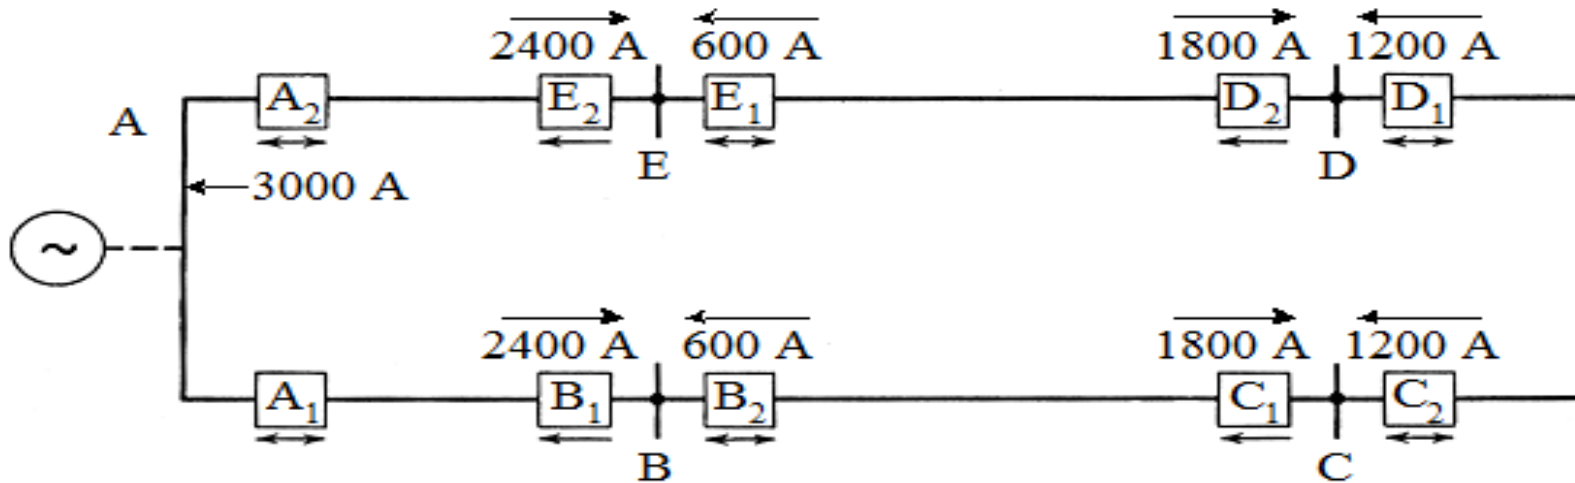 2400 A 600 A 1800 A 1200 A
A₂ E₂ E₁ D₂ D₁
A
E D
3000 A
~
2400 A 600 A 1800 A 1200 A
A₁ B₁ B₂ C₁ C₂
B C